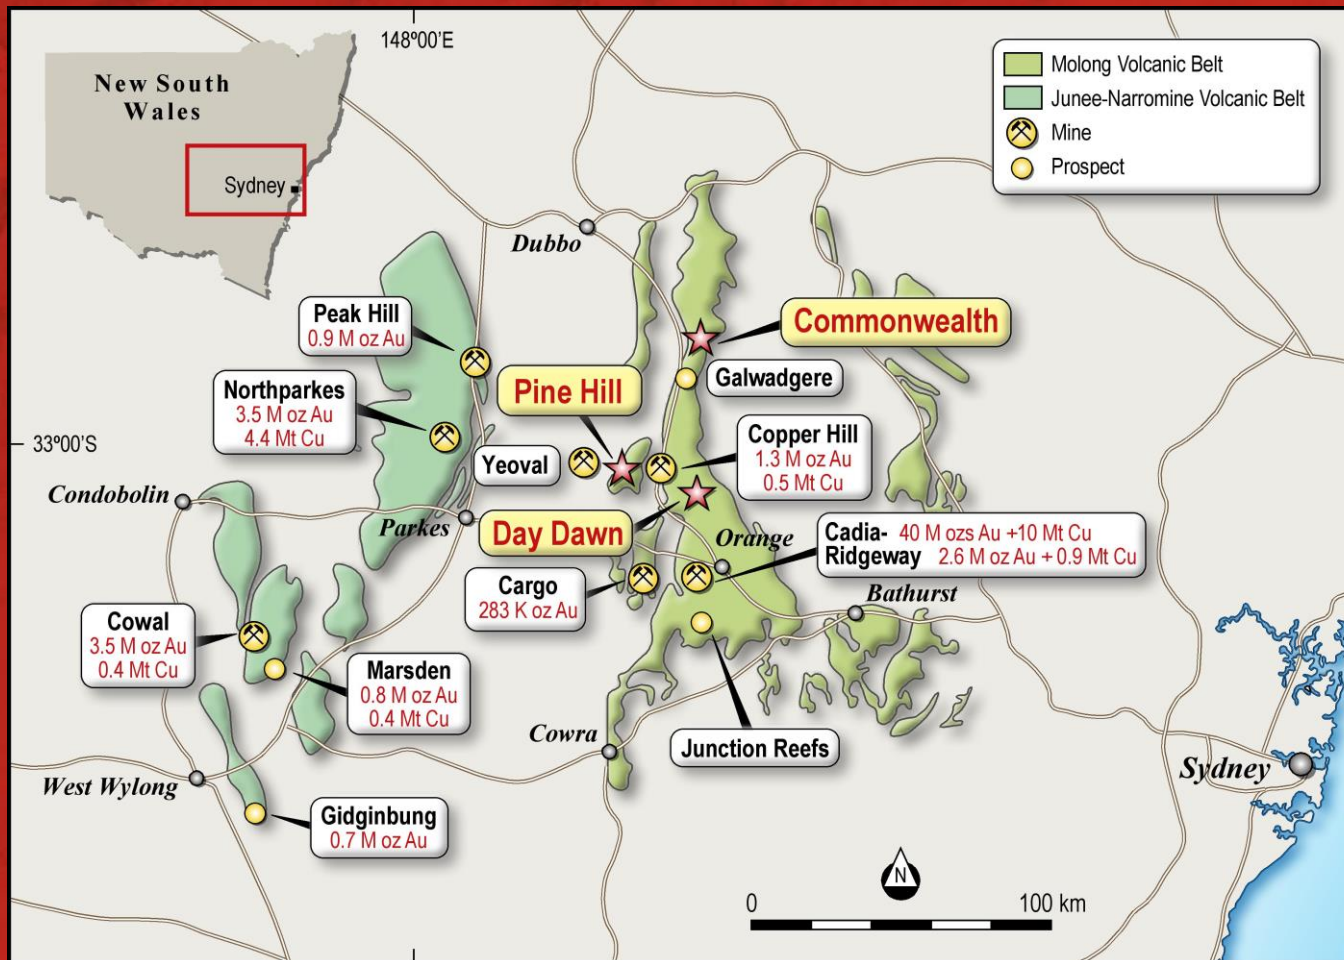 148°00'E
New South
Wales
Sydney
Molong Volcanic Belt
Junee-Narromine Volcanic Belt
Mine
Prospect
Dubbo
Peak Hill
0.9 M oz Au
Commonwealth
Northparkes
3.5 M oz Au
4.4 Mt Cu
Pine Hill
Galwadgere
33°00'S
Yeoval
Copper Hill
1.3 M oz Au
0.5 Mt Cu
Condobolin
Parkes
Day Dawn
Orange
Cadia-
Ridgeway
40 M ozs Au +10 Mt Cu
2.6 M oz Au + 0.9 Mt Cu
Cargo
283 K oz Au
Bathurst
Cowal
3.5 M oz Au
0.4 Mt Cu
Marsden
0.8 M oz Au
0.4 Mt Cu
Cowra
Junction Reefs
Sydney
West Wylong
Gidginbung
0.7 M oz Au
N
0
100 km